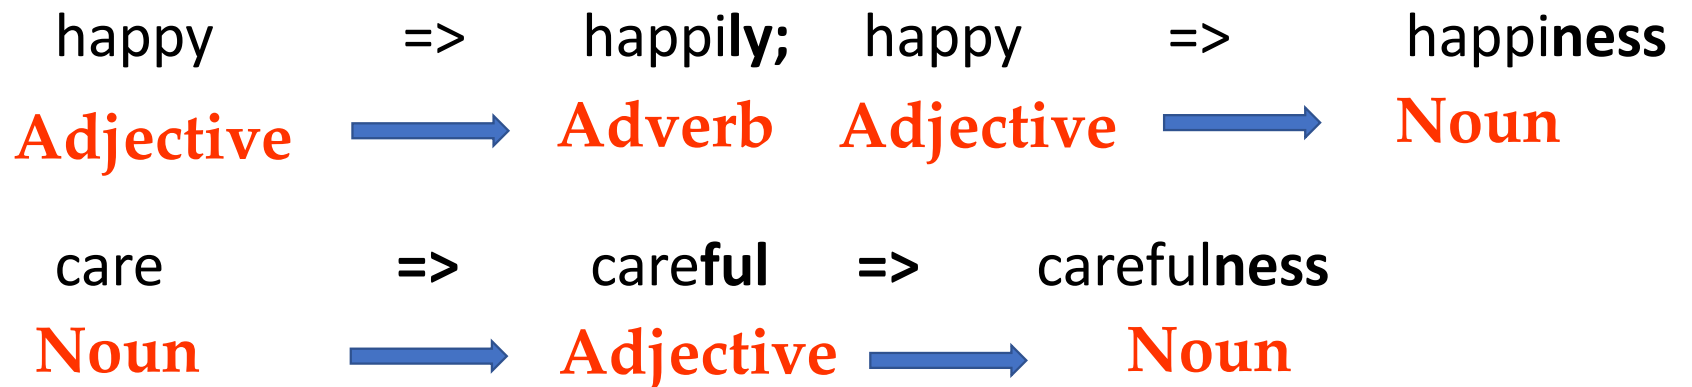 happy => happily; happy => happiness
Adjective Adverb Adjective Noun
care => careful => carefulness
Noun Adjective Noun